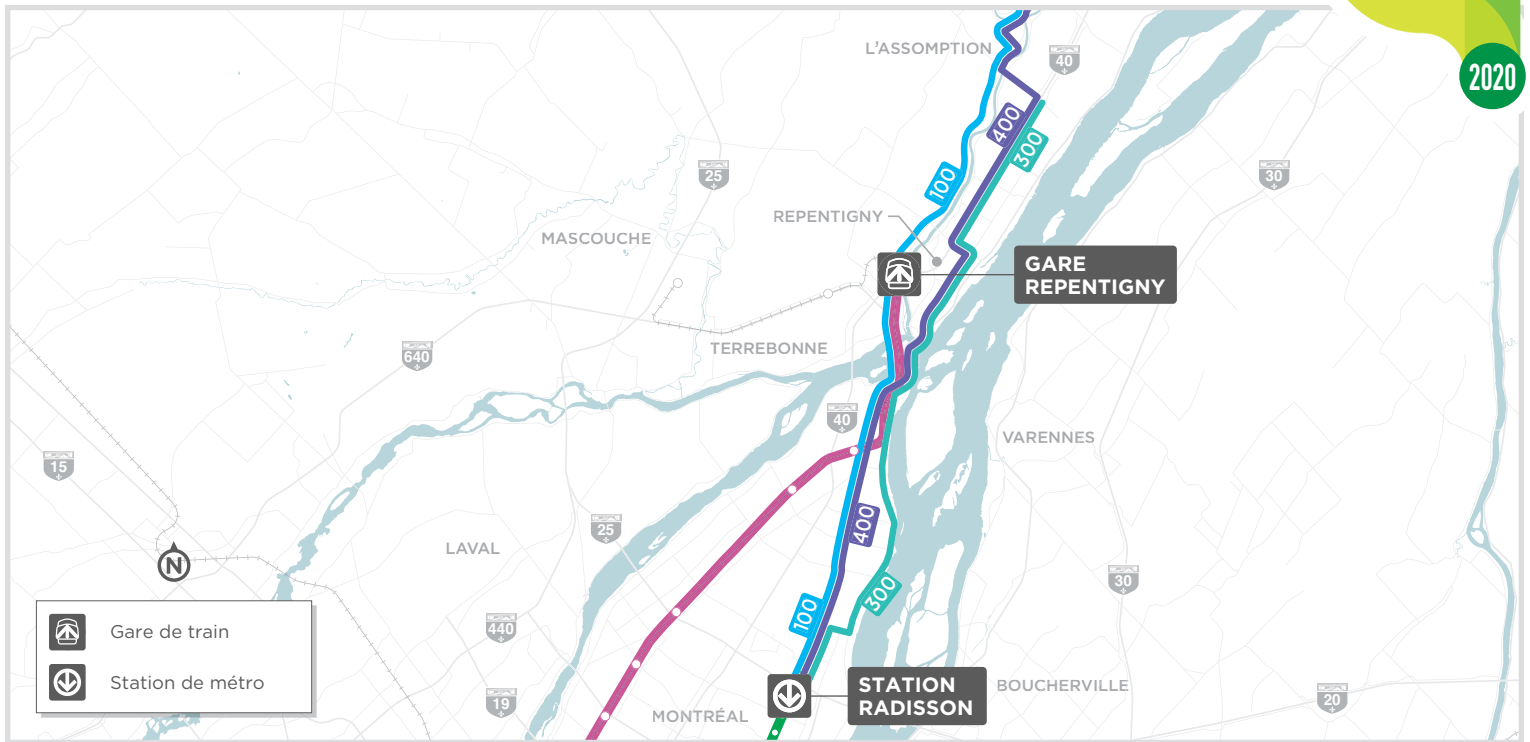 2020
L'ASSOMPTION
40
400
300
25
30
100
REPENTIGNY
MASCOUCHE
GARE
REPENTIGNY
TERREBONNE
640
40
VARENNES
15
400
25
LAVAL
N
30
300
100
440
Gare de train
Station de métro
STATION
RADISSON
BOUCHERVILLE
19
20
MONTRÉAL